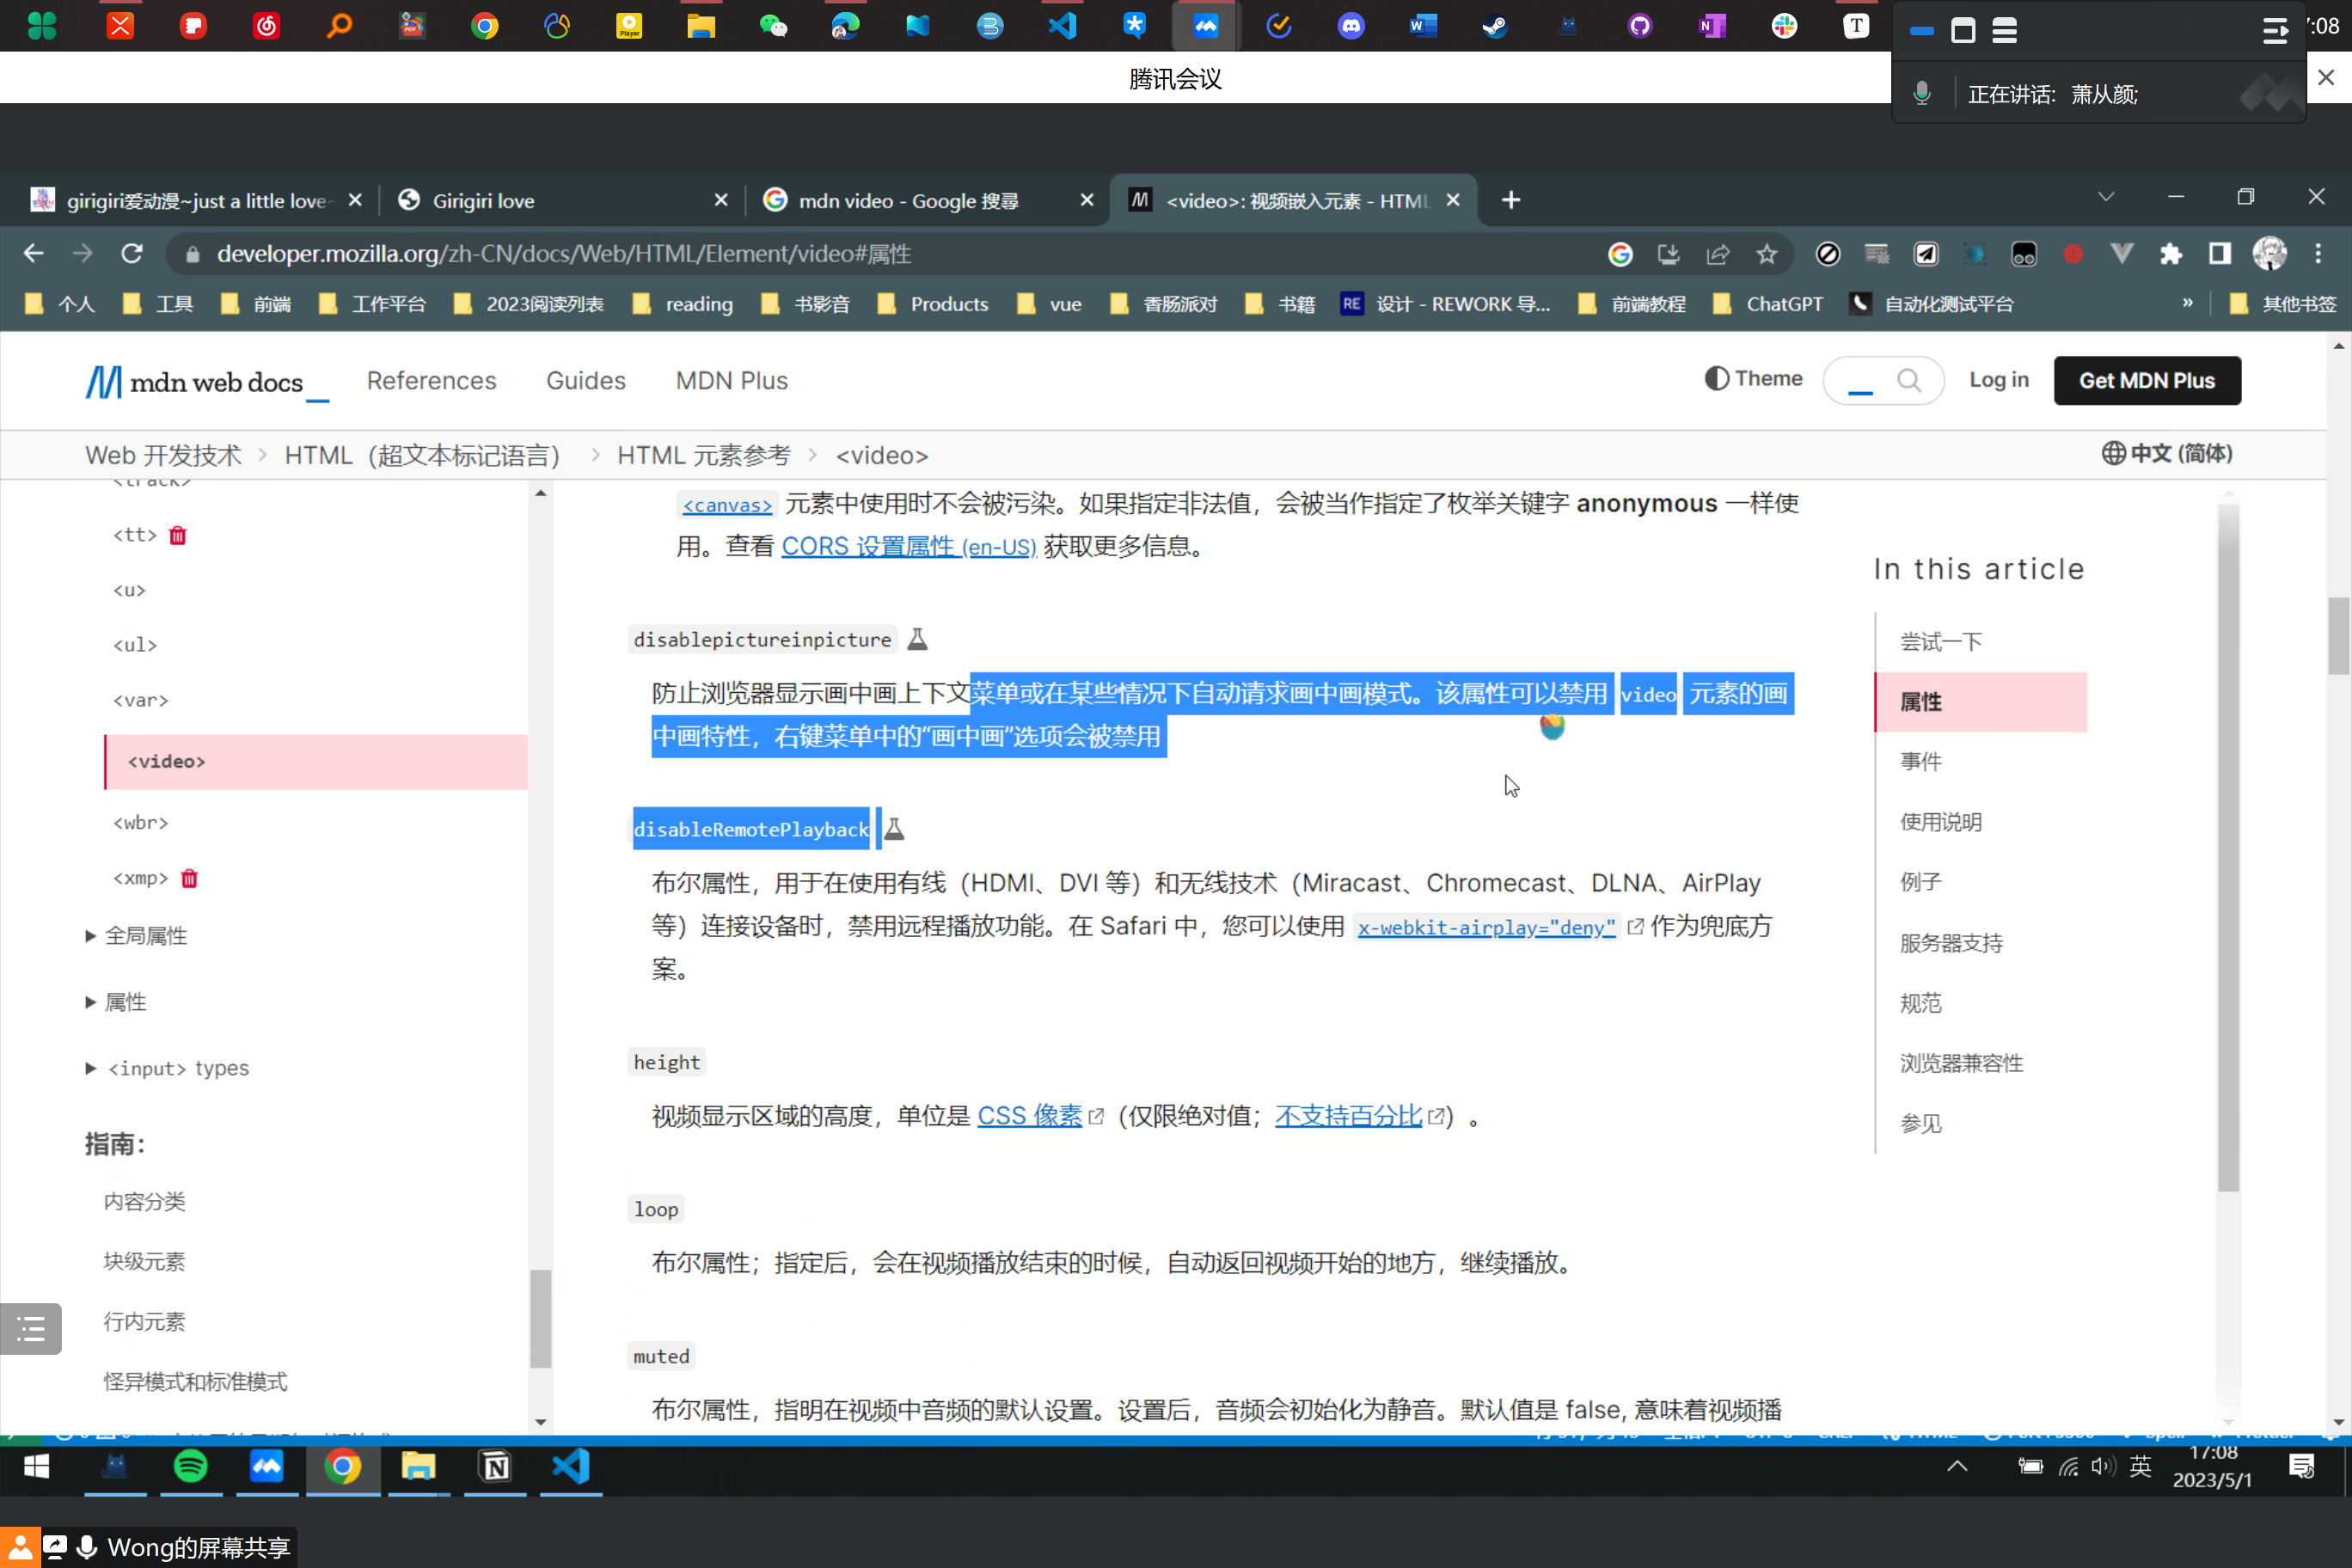 Player
:08
腾讯会议
正在讲话: 萧从颜;
girigiri爱动漫~just a little love
Girigiri love
mdn video - Google 搜尋
<video>: 视频嵌入元素 - HTML
developer.mozilla.org/zh-CN/docs/Web/HTML/Element/video#属性
个人
工具
前端
工作平台
2023阅读列表
reading
书影音
Products
vue
香肠派对
书籍
RE 设计 - REWORK 导...
前端教程
ChatGPT
自动化测试平台
»
其他书签
mdn web docs
References
Guides
MDN Plus
Theme
Log in
Get MDN Plus
Web 开发技术 > HTML（超文本标记语言） > HTML 元素参考 > <video>
中文 (简体)
<track>
<tt>
<u>
<ul>
<var>
<video>
<wbr>
<xmp>
全局属性
属性
<input> types
指南：
内容分类
块级元素
行内元素
怪异模式和标准模式
<canvas> 元素中使用时不会被污染。如果指定非法值，会被当作指定了枚举关键字 anonymous 一样使
用。查看 CORS 设置属性 (en-US) 获取更多信息。
disablepictureinpicture
防止浏览器显示画中画上下文菜单或在某些情况下自动请求画中画模式。该属性可以禁用 video 元素的画
中画特性，右键菜单中的“画中画”选项会被禁用
disableRemotePlayback
布尔属性，用于在使用有线（HDMI、DVI 等）和无线技术（Miracast、Chromecast、DLNA、AirPlay
等）连接设备时，禁用远程播放功能。在 Safari 中，您可以使用 x-webkit-airplay="deny" 作为兜底方
案。
height
视频显示区域的高度，单位是 CSS 像素（仅限绝对值；不支持百分比）。
loop
布尔属性；指定后，会在视频播放结束的时候，自动返回视频开始的地方，继续播放。
muted
布尔属性，指明在视频中音频的默认设置。设置后，音频会初始化为静音。默认值是 false, 意味着视频播
In this article
尝试一下
属性
事件
使用说明
例子
服务器支持
规范
浏览器兼容性
参见
英
17:08
2023/5/1
Wong的屏幕共享